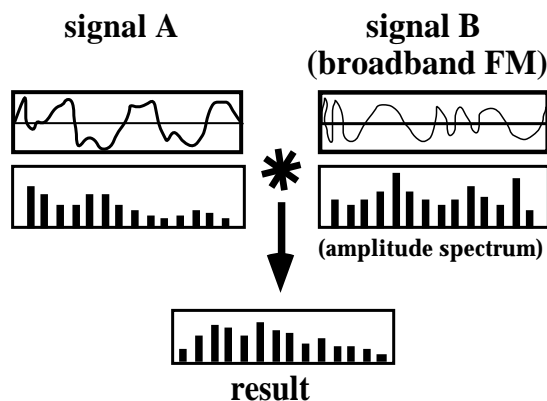 signal A
signal B
(broadband FM)
*
(amplitude spectrum)
result